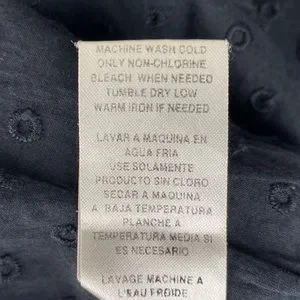 MACHINE WASH COLD
ONLY NON-CHLORINE
BLEACH WHEN NEEDED
TUMBLE DRY LOW
WARM IRON IF NEEDED
LAVAR A MAQUINA EN
AGUA FRIA
USE SOLAMENTE
PRODUCTO SIN CLORO
SECAR A MAQUINA
A BAJA TEMPERATURA
PLANCHE A
TEMPERATURA MEDIA SI
ES NECESARIO
LAVAGE MACHINE A
L'EAU FROIDE